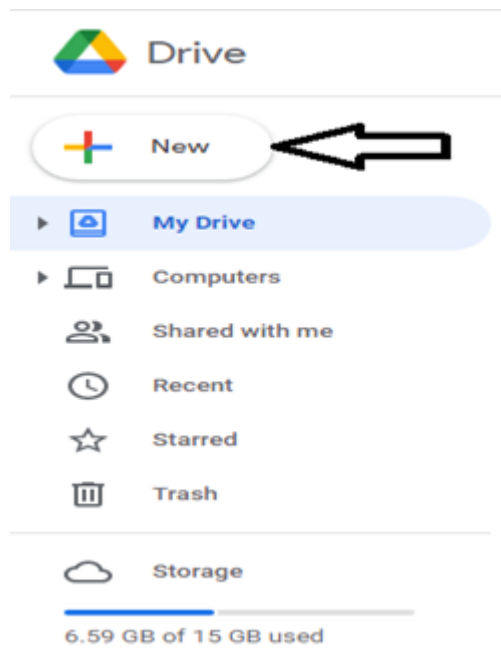 Drive
New
My Drive
Computers
Shared with me
Recent
Starred
Trash
Storage
6.59 GB of 15 GB used